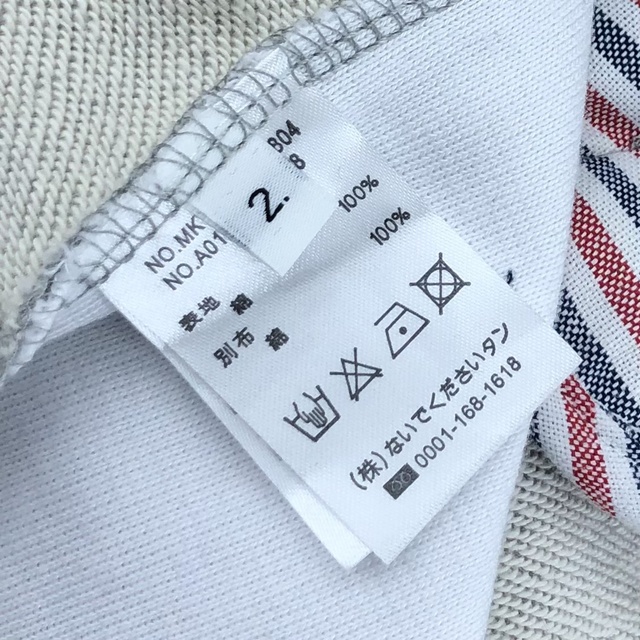 2.
NO.MK 804
NO.A01 8
表地 綿 100%
別布 綿 100%
(株)ないでくださいタン
0001-168-1618